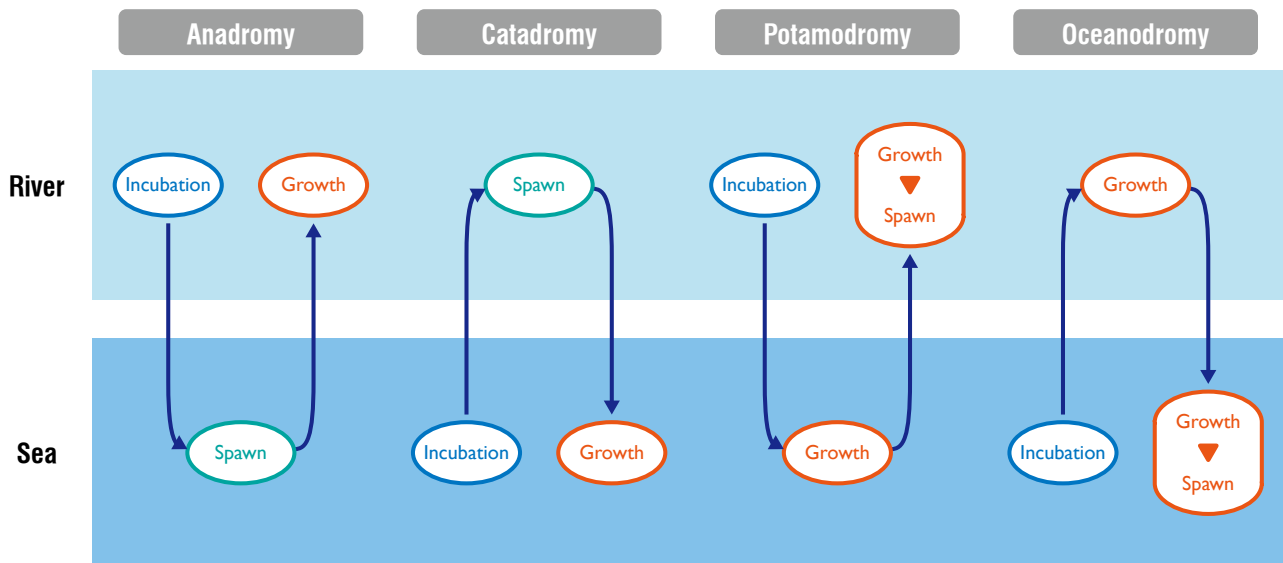 Anadromy
Catadromy
Potamodromy
Oceanodromy
River
Incubation
Growth
Spawn
Incubation
Growth
Spawn
Growth
Sea
Spawn
Incubation
Growth
Growth
Incubation
Growth
Spawn